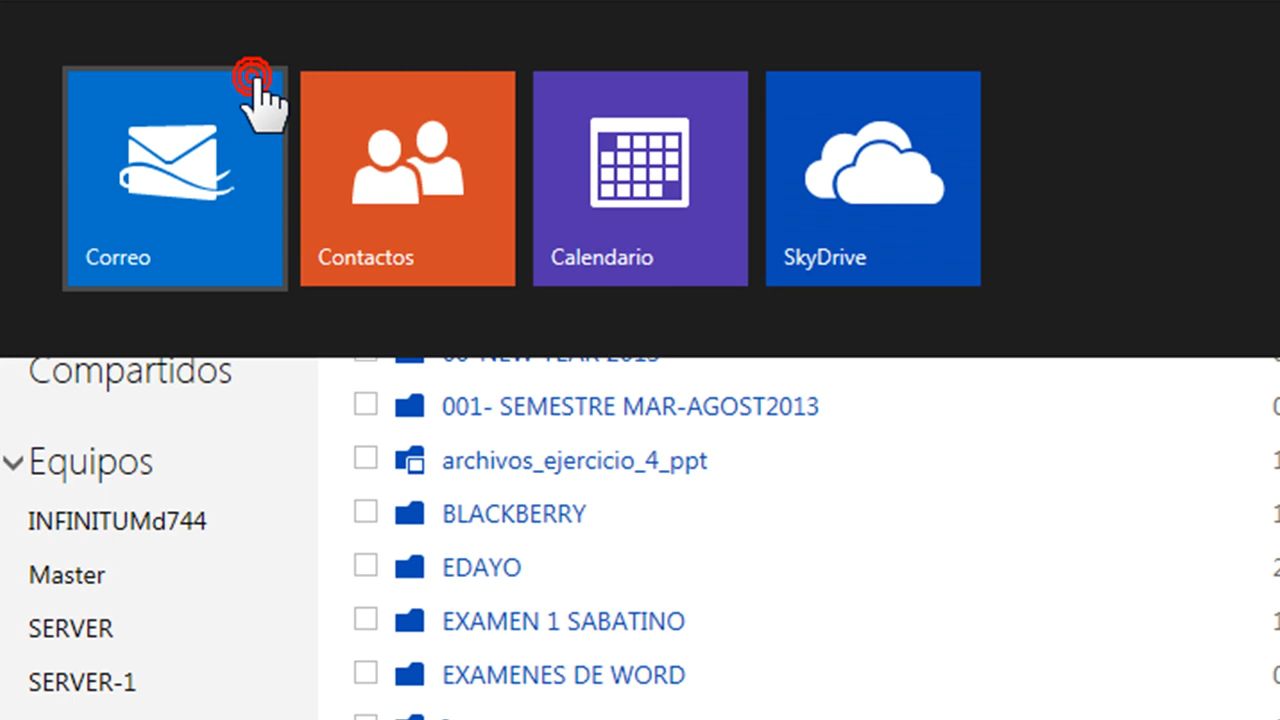 Correo
Contactos
Calendario
SkyDrive
Compartidos
Equipos
INFINITUMd744
Master
SERVER
SERVER-1
001- SEMESTRE MAR-AGOST2013
archivos_ejercicio_4_ppt
BLACKBERRY
EDAYO
EXAMEN 1 SABATINO
EXAMENES DE WORD